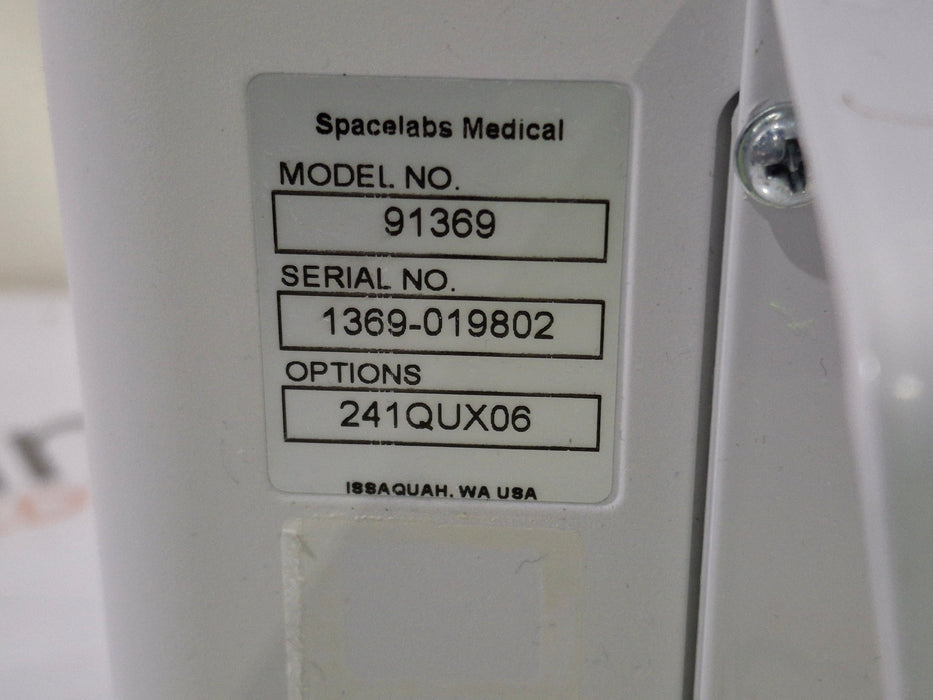 Spacelabs Medical
MODEL NO.
91369
SERIAL NO.
1369-019802
OPTIONS
241QUX06
ISSAQUAH, WA USA